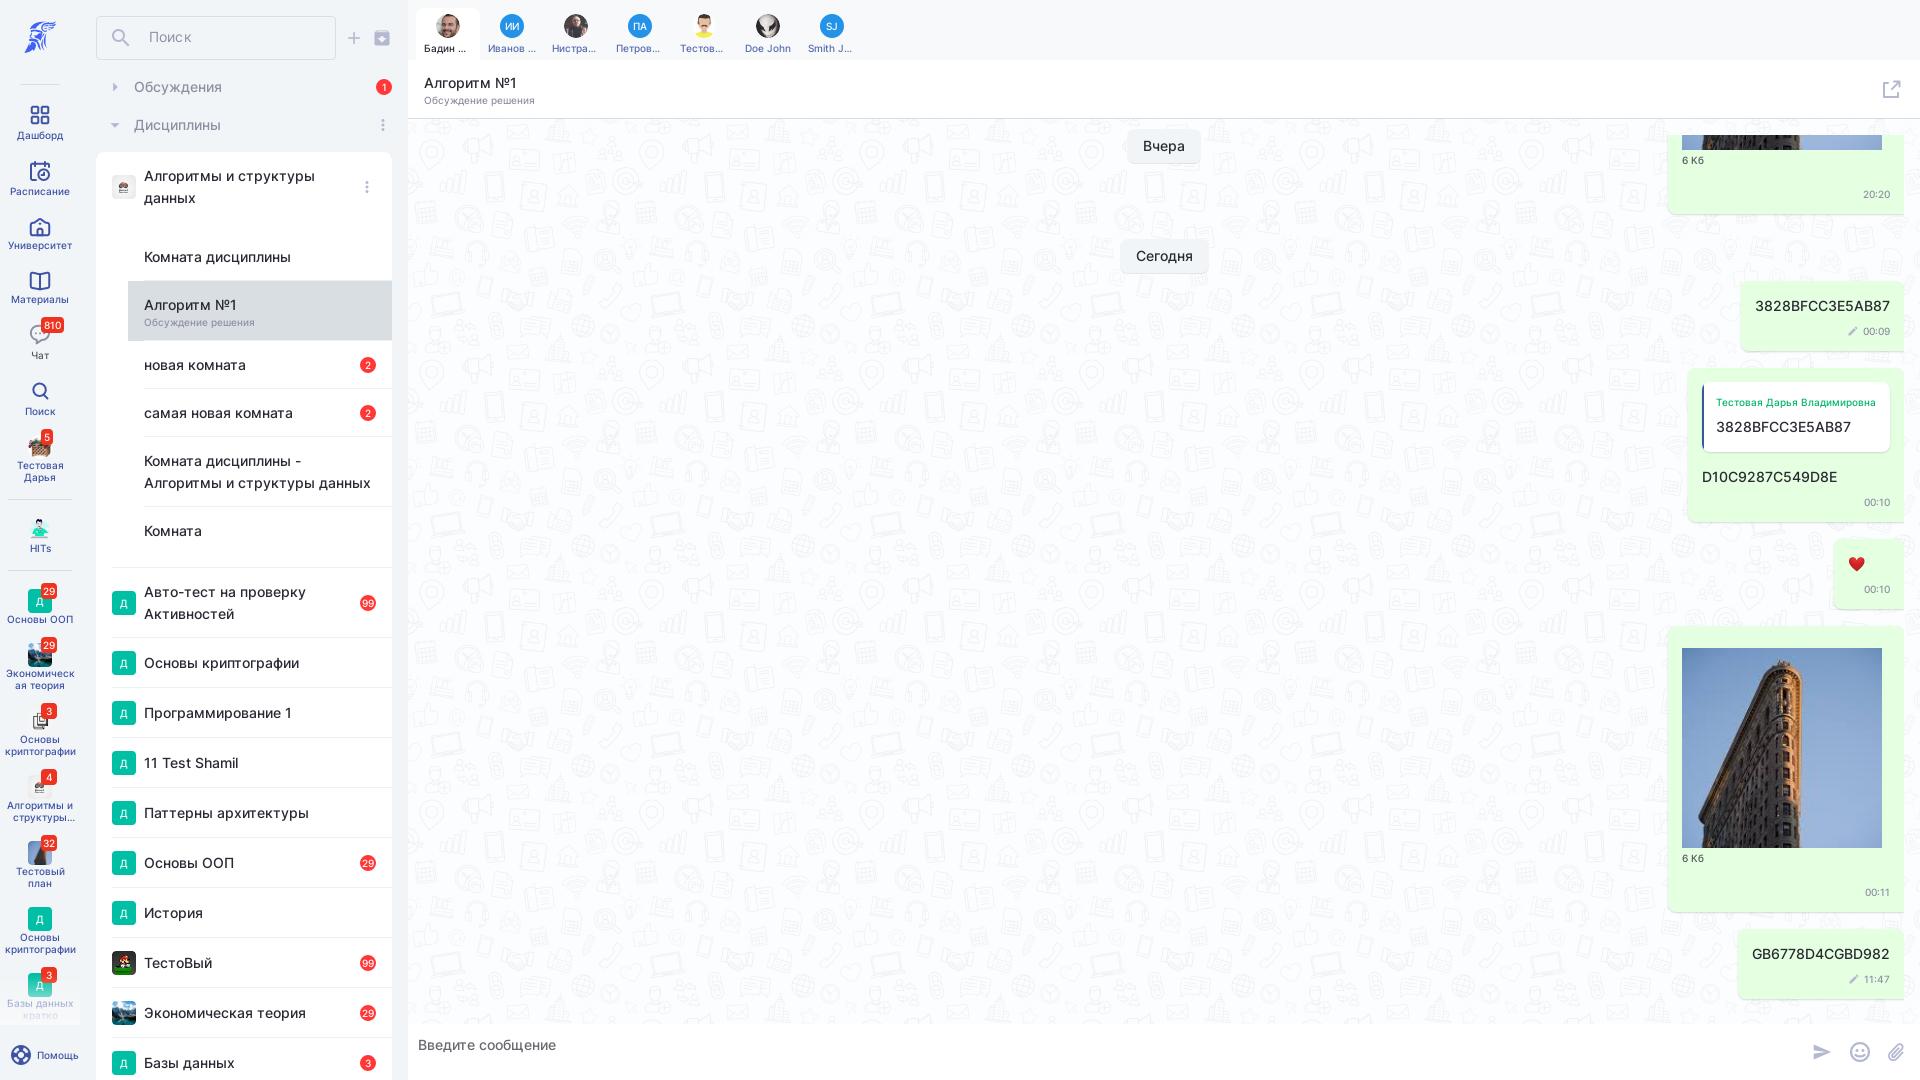 Дашборд
Расписание
Университет
Материалы
810
Чат
Поиск
5
Тестовая
Дарья
HITs
29
Д
Основы ООП
29
Экономическ
ая теория
3
Основы
криптографии
4
Алгоритмы и
структуры...
32
Тестовый
план
Д
Основы
криптографии
3
Д
Базы данных
кратко
Помощь
Поиск
Обсуждения
1
Дисциплины
Алгоритмы и структуры
данных
Комната дисциплины
Алгоритм №1
Обсуждение решения
новая комната
2
самая новая комната
2
Комната дисциплины -
Алгоритмы и структуры данных
Комната
Д
Авто-тест на проверку
Активностей
99
Д
Основы криптографии
Д
Программирование 1
Д
11 Test Shamil
Д
Паттерны архитектуры
Д
Основы ООП
29
Д
История
ТестоВый
99
Экономическая теория
29
Д
Базы данных
3
Бадин ...
ИИ
Иванов ...
Нистра...
ПА
Петров...
Тестов...
Doe John
SJ
Smith J...
Алгоритм №1
Обсуждение решения
Вчера
6 Кб
20:20
Сегодня
3828BFCC3E5AB87
00:09
Тестовая Дарья Владимировна
3828BFCC3E5AB87
D10C9287C549D8E
00:10
00:10
6 Кб
00:11
GB6778D4CGBD982
11:47
Введите сообщение